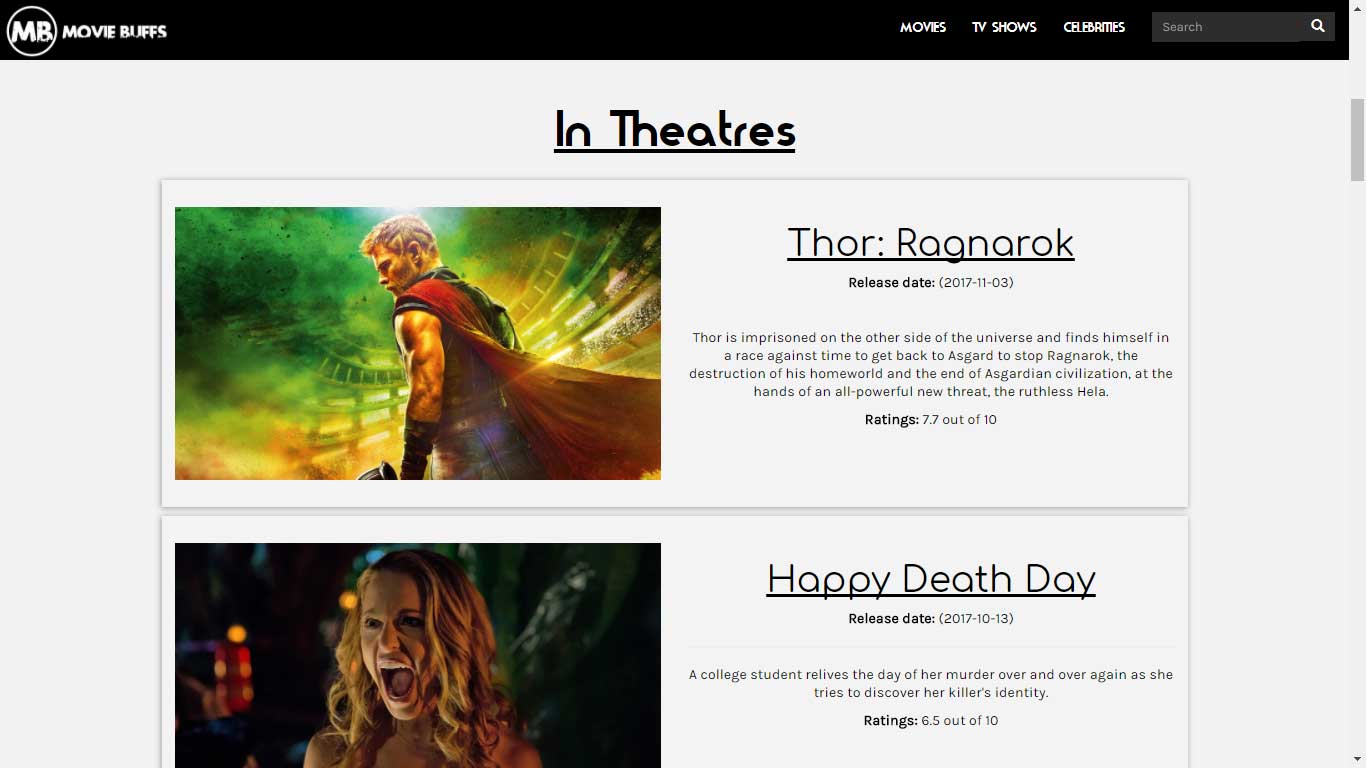 MB MOVIE BUFFS
MOVIES TV SHOWS CELEBRITIES Search
In Theatres
Thor: Ragnarok
Release date: (2017-11-03)
Thor is imprisoned on the other side of the universe and finds himself in
a race against time to get back to Asgard to stop Ragnarok, the
destruction of his homeworld and the end of Asgardian civilization, at the
hands of an all-powerful new threat, the ruthless Hela.
Ratings: 7.7 out of 10
Happy Death Day
Release date: (2017-10-13)
A college student relives the day of her murder over and over again as she
tries to discover her killer's identity.
Ratings: 6.5 out of 10